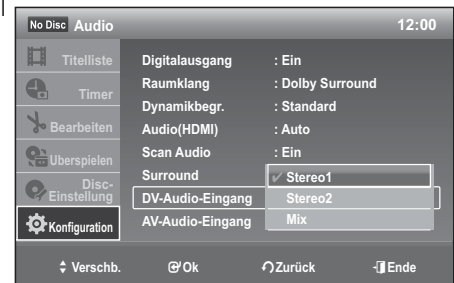 No Disc Audio 12:00
Titelliste
Timer
Bearbeiten
Uberspielen
Disc-
Einstellung
Konfiguration
Digitalausgang : Ein
Raumklang : Dolby Surround
Dynamikbegr. : Standard
Audio(HDMI) : Auto
Scan Audio : Ein
Surround
DV-Audio-Eingang
AV-Audio-Eingang
✔ Stereo1
Stereo2
Mix
Verschb. Ok Zurück Ende